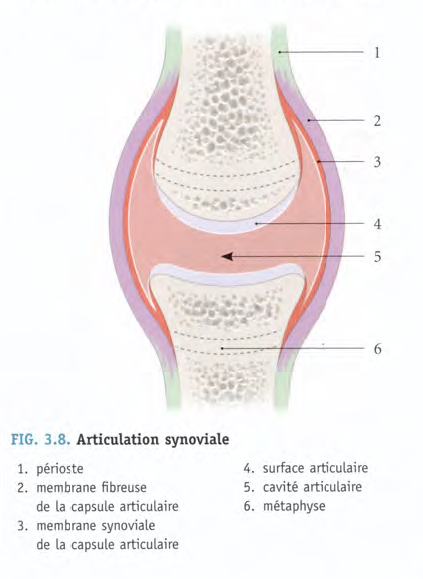 1
2
3
4
5
6
FIG. 3.8. Articulation synoviale
1. périoste
2. membrane fibreuse
de la capsule articulaire
3. membrane synoviale
de la capsule articulaire
4. surface articulaire
5. cavité articulaire
6. métaphyse